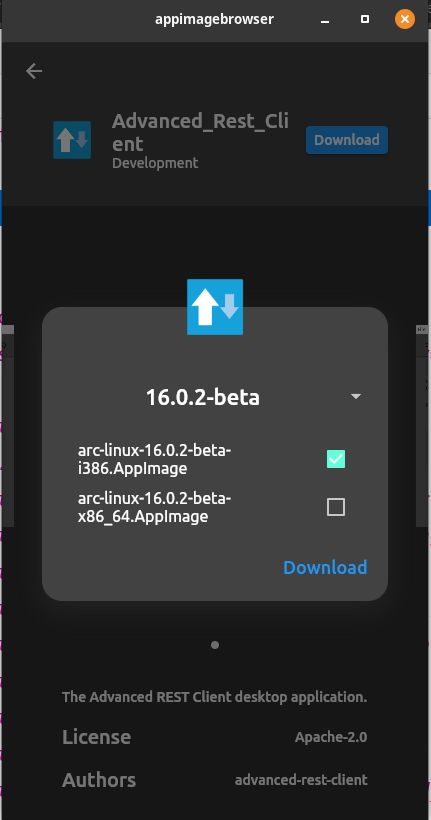 appimagebrowser
Advanced_Rest_Cli
ent
Development
Download
16.0.2-beta
arc-linux-16.0.2-beta-
i386.AppImage
arc-linux-16.0.2-beta-
x86_64.AppImage
Download
The Advanced REST Client desktop application.
License
Apache-2.0
Authors
advanced-rest-client